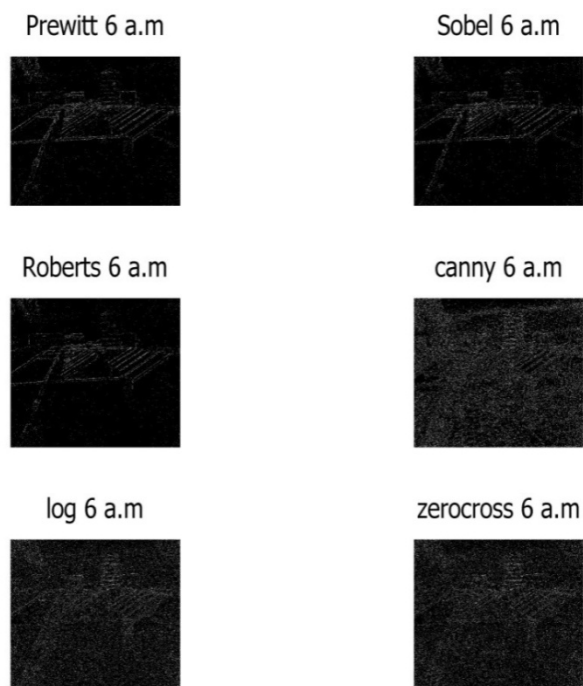 Prewitt 6 a.m
Sobel 6 a.m
Roberts 6 a.m
canny 6 a.m
log 6 a.m
zerocross 6 a.m